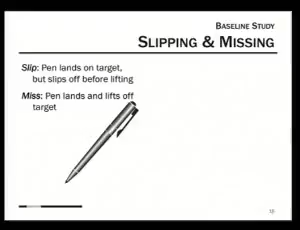 BASELINE STUDY
SLIPPING & MISSING
Slip: Pen lands on target,
but slips off before lifting
Miss: Pen lands and lifts off
target